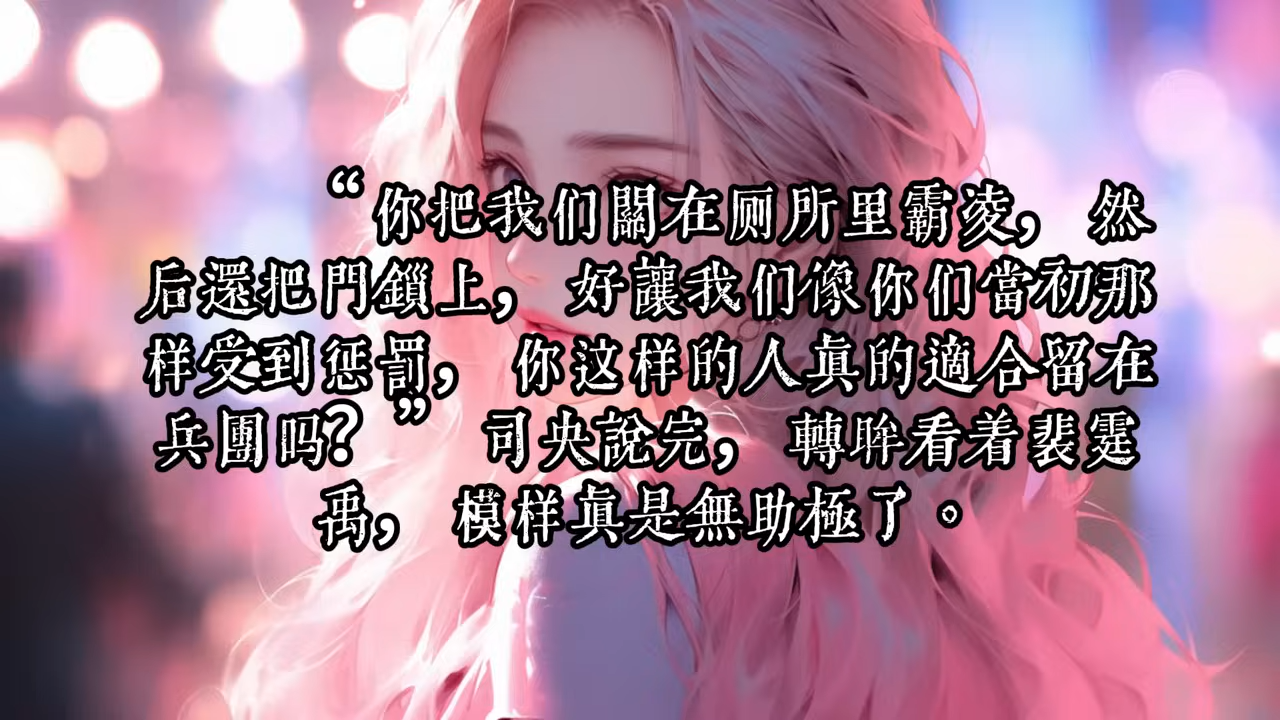 “你把我们關在厕所里霸凌， 然
后還把門鎖上， 好讓我们像你们當初那
样受到惩罰， 你这样的人真的適合留在
兵團吗？” 司央說完， 轉眸看着裴霆
禹， 模样真是無助極了。